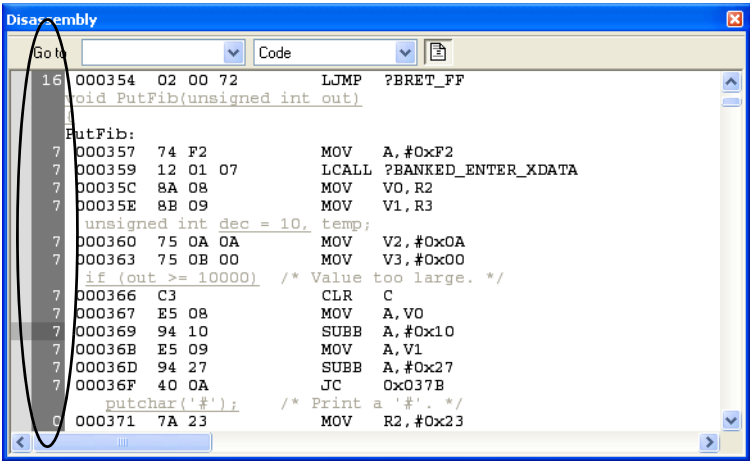 Disassembly
Go to Code
16 000354 02 00 72 LJMP ?BRET_FF
void PutFib(unsigned int out)
{
PutFib:
7 000357 74 F2 MOV A,#0xF2
7 000359 12 01 07 LCALL ?BANKED_ENTER_XDATA
7 00035C 8A 08 MOV V0,R2
7 00035E 8B 09 MOV V1,R3
unsigned int dec = 10, temp;
7 000360 75 0A 0A MOV V2,#0x0A
7 000363 75 0B 00 MOV V3,#0x00
if (out >= 10000) /* Value too large. */
7 000366 C3 CLR C
7 000367 E5 08 MOV A,V0
7 000369 94 10 SUBB A,#0x10
7 00036B E5 09 MOV A,V1
7 00036D 94 27 SUBB A,#0x27
7 00036F 40 0A JC 0x037B
putchar('#'); /* Print a '#'. */
0 000371 7A 23 MOV R2,#0x23